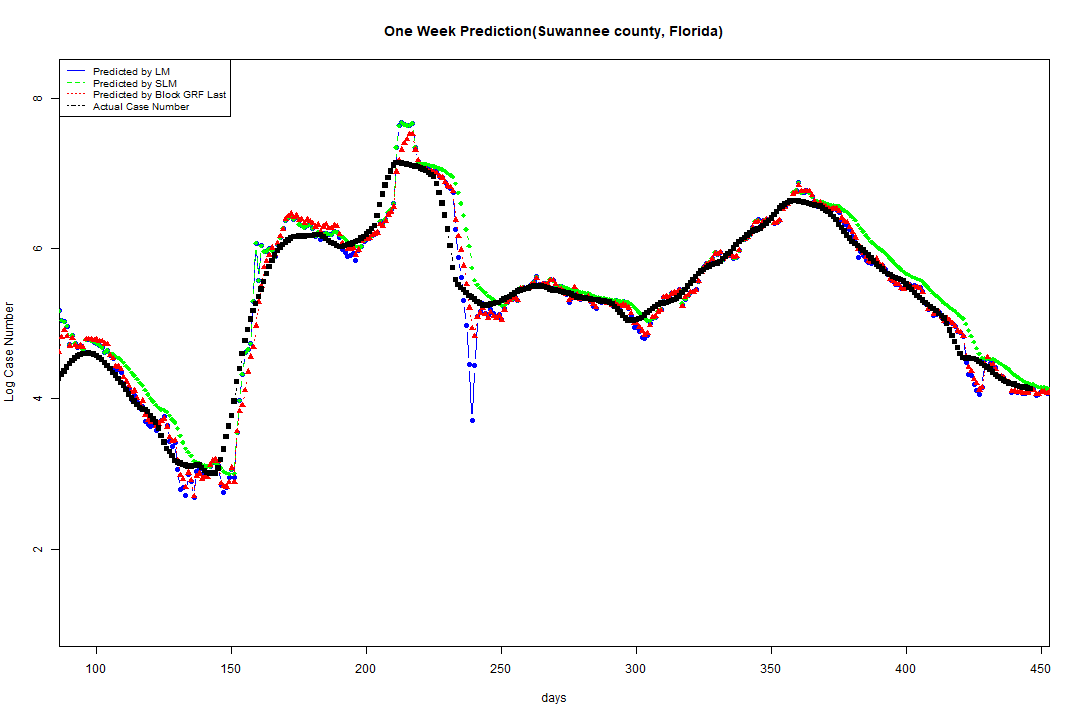 One Week Prediction(Suwannee county, Florida)
Predicted by LM
Predicted by SLM
Predicted by Block GRF Last
Actual Case Number
8
6
4
2
Log Case Number
100 150 200 250 300 350 400 450
days